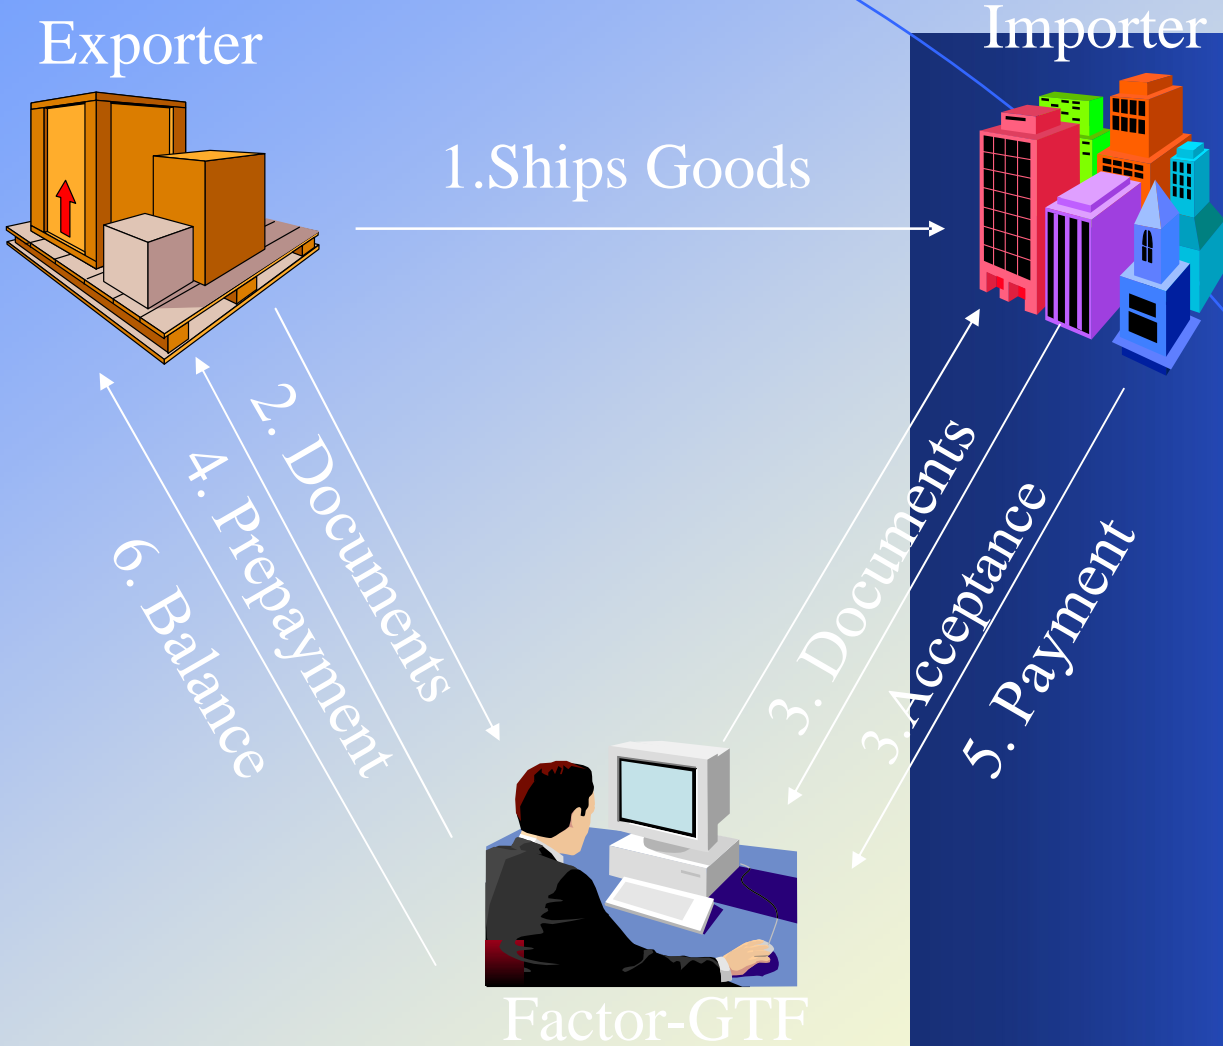 Exporter
Importer
1.Ships Goods
2. Documents
4. Prepayment
6. Balance
3. Documents
3.Acceptance
5. Payment
Factor-GTF